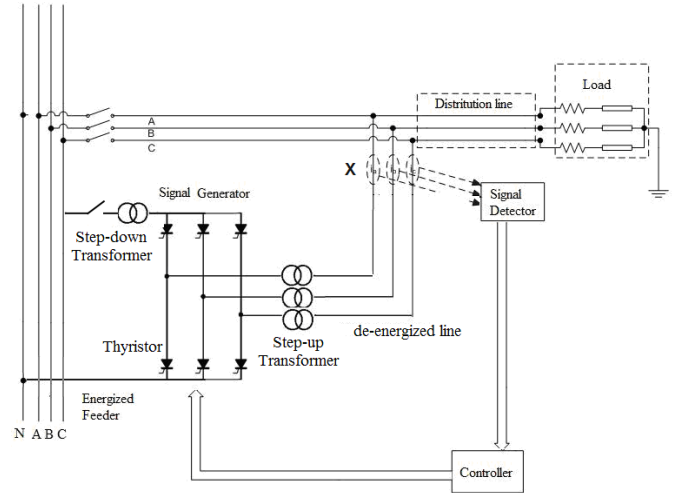 Load
Distritution line
A
B
C
X
Signal Generator
Signal
Detector
Step-down
Transformer
de-energized line
Step-up
Transformer
Thyristor
Energized
Feeder
N A B C
Controller